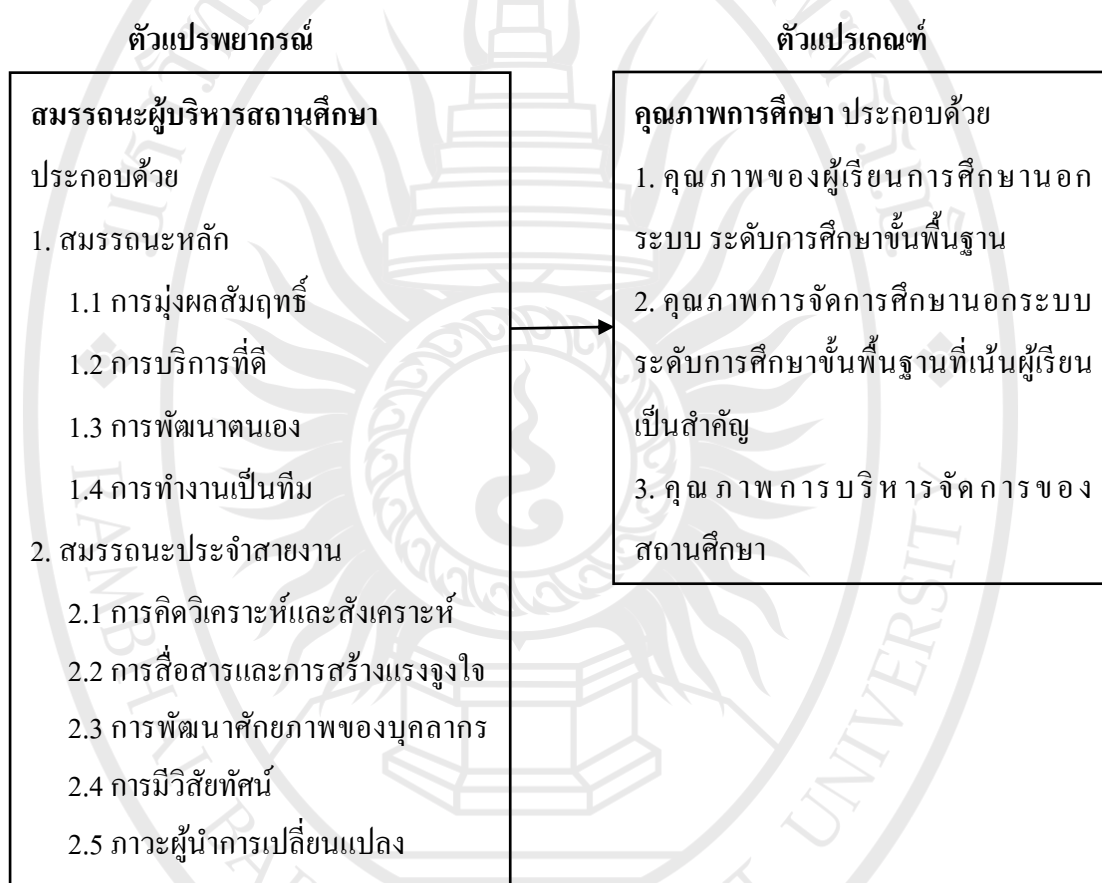 ตัวแปรพยากรณ์
สมรรถนะผู้บริหารสถานศึกษา
ประกอบด้วย
1. สมรรถนะหลัก
1.1 การมุ่งผลสัมฤทธิ์
1.2 การบริการที่ดี
1.3 การพัฒนาตนเอง
1.4 การทำงานเป็นทีม
2. สมรรถนะประจำสายงาน
2.1 การคิดวิเคราะห์และสังเคราะห์
2.2 การสื่อสารและการสร้างแรงจูงใจ
2.3 การพัฒนาศักยภาพของบุคลากร
2.4 การมีวิสัยทัศน์
2.5 ภาวะผู้นำการเปลี่ยนแปลง
ตัวแปรเกณฑ์
คุณภาพการศึกษา ประกอบด้วย
1. คุณภาพของผู้เรียนการศึกษานอก
ระบบ ระดับการศึกษาขั้นพื้นฐาน
2. คุณภาพการจัดการศึกษานอกระบบ
ระดับการศึกษาขั้นพื้นฐานที่เน้นผู้เรียน
เป็นสำคัญ
3. คุณภาพการบริหารจัดการของ
สถานศึกษา
UNIVERSIT